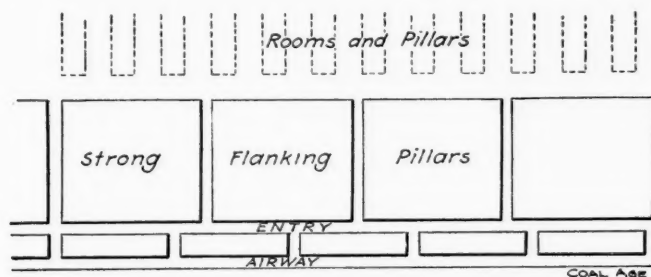 Rooms and Pillars
Strong Flanking Pillars
ENTRY
AIRWAY
COAL AGE